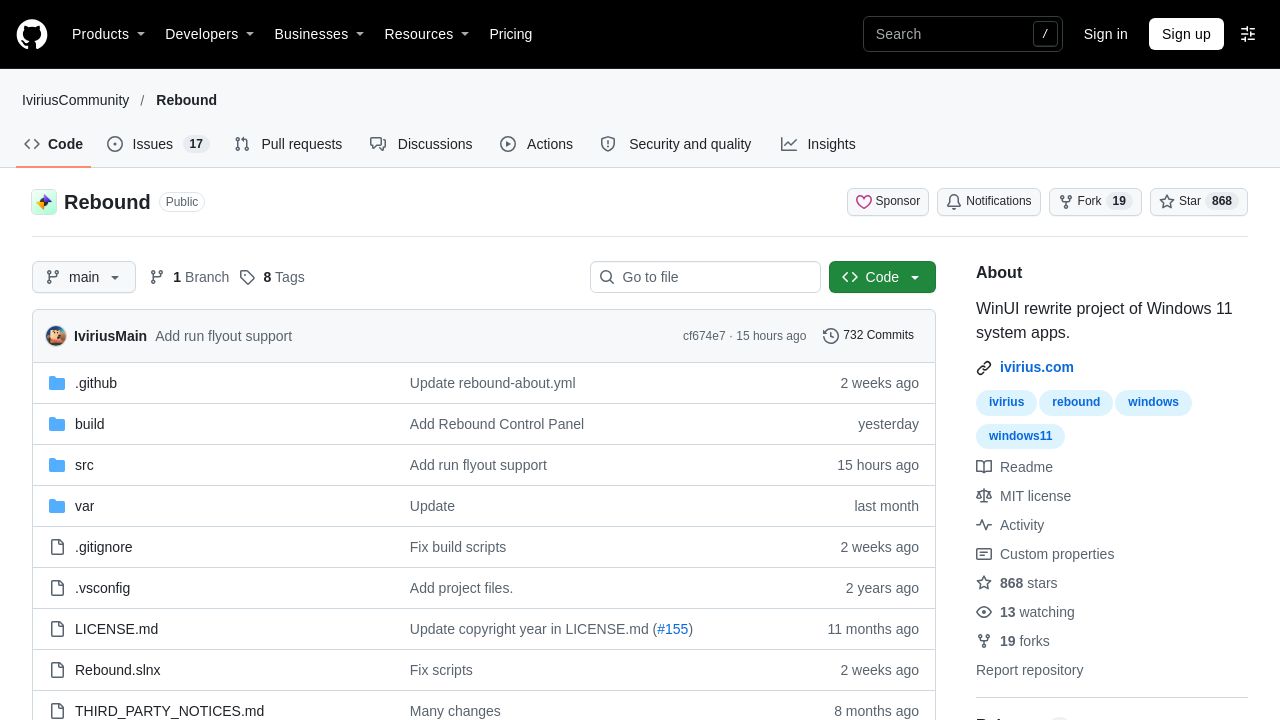 Products Developers Businesses Resources Pricing Search / Sign in Sign up
IviriusCommunity / Rebound
Code Issues 17 Pull requests Discussions Actions Security and quality Insights
Rebound Public Sponsor Notifications Fork 19 Star 868
main 1 Branch 8 Tags Go to file Code
IviriusMain Add run flyout support cf674e7 · 15 hours ago 732 Commits
.github Update rebound-about.yml 2 weeks ago
build Add Rebound Control Panel yesterday
src Add run flyout support 15 hours ago
var Update last month
.gitignore Fix build scripts 2 weeks ago
.vsconfig Add project files. 2 years ago
LICENSE.md Update copyright year in LICENSE.md (#155) 11 months ago
Rebound.slnx Fix scripts 2 weeks ago
THIRD_PARTY_NOTICES.md Many changes 8 months ago
About
WinUI rewrite project of Windows 11
system apps.
ivirius.com
ivirius rebound windows
windows11
Readme
MIT license
Activity
Custom properties
868 stars
13 watching
19 forks
Report repository